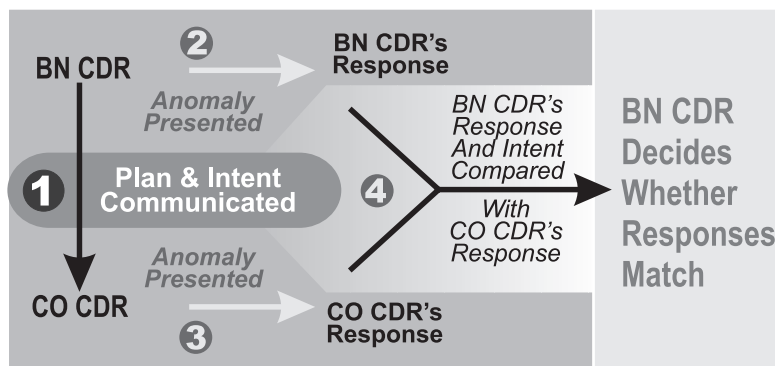 2
BN CDR's
Response
BN CDR
Anomaly
Presented
1
Plan & Intent
Communicated
4
BN CDR's
Response
And Intent
Compared
With
CO CDR's
Response
Anomaly
Presented
CO CDR
3
CO CDR's
Response
BN CDR
Decides
Whether
Responses
Match